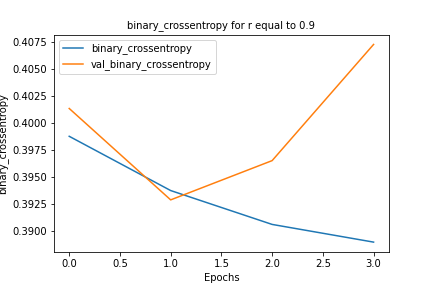 binary_crossentropy for r equal to 0.9
binary_crossentropy
val_binary_crossentropy
0.4075
0.4050
0.4025
0.4000
0.3975
0.3950
0.3925
0.3900
binary_crossentropy
0.0 0.5 1.0 1.5 2.0 2.5 3.0
Epochs